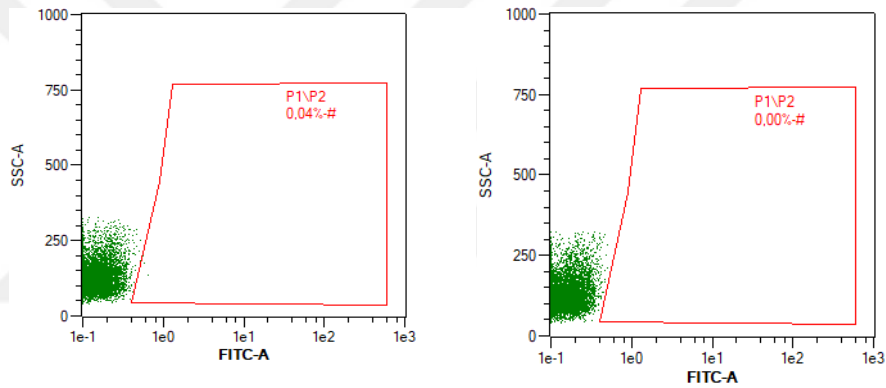 1000
750
500
250
0
SSC-A
P1\P2
0,04%-#
1e-1
1e0
1e1
1e2
1e3
FITC-A
1000
750
500
250
0
SSC-A
P1\P2
0,00%-#
1e-1
1e0
1e1
1e2
1e3
FITC-A